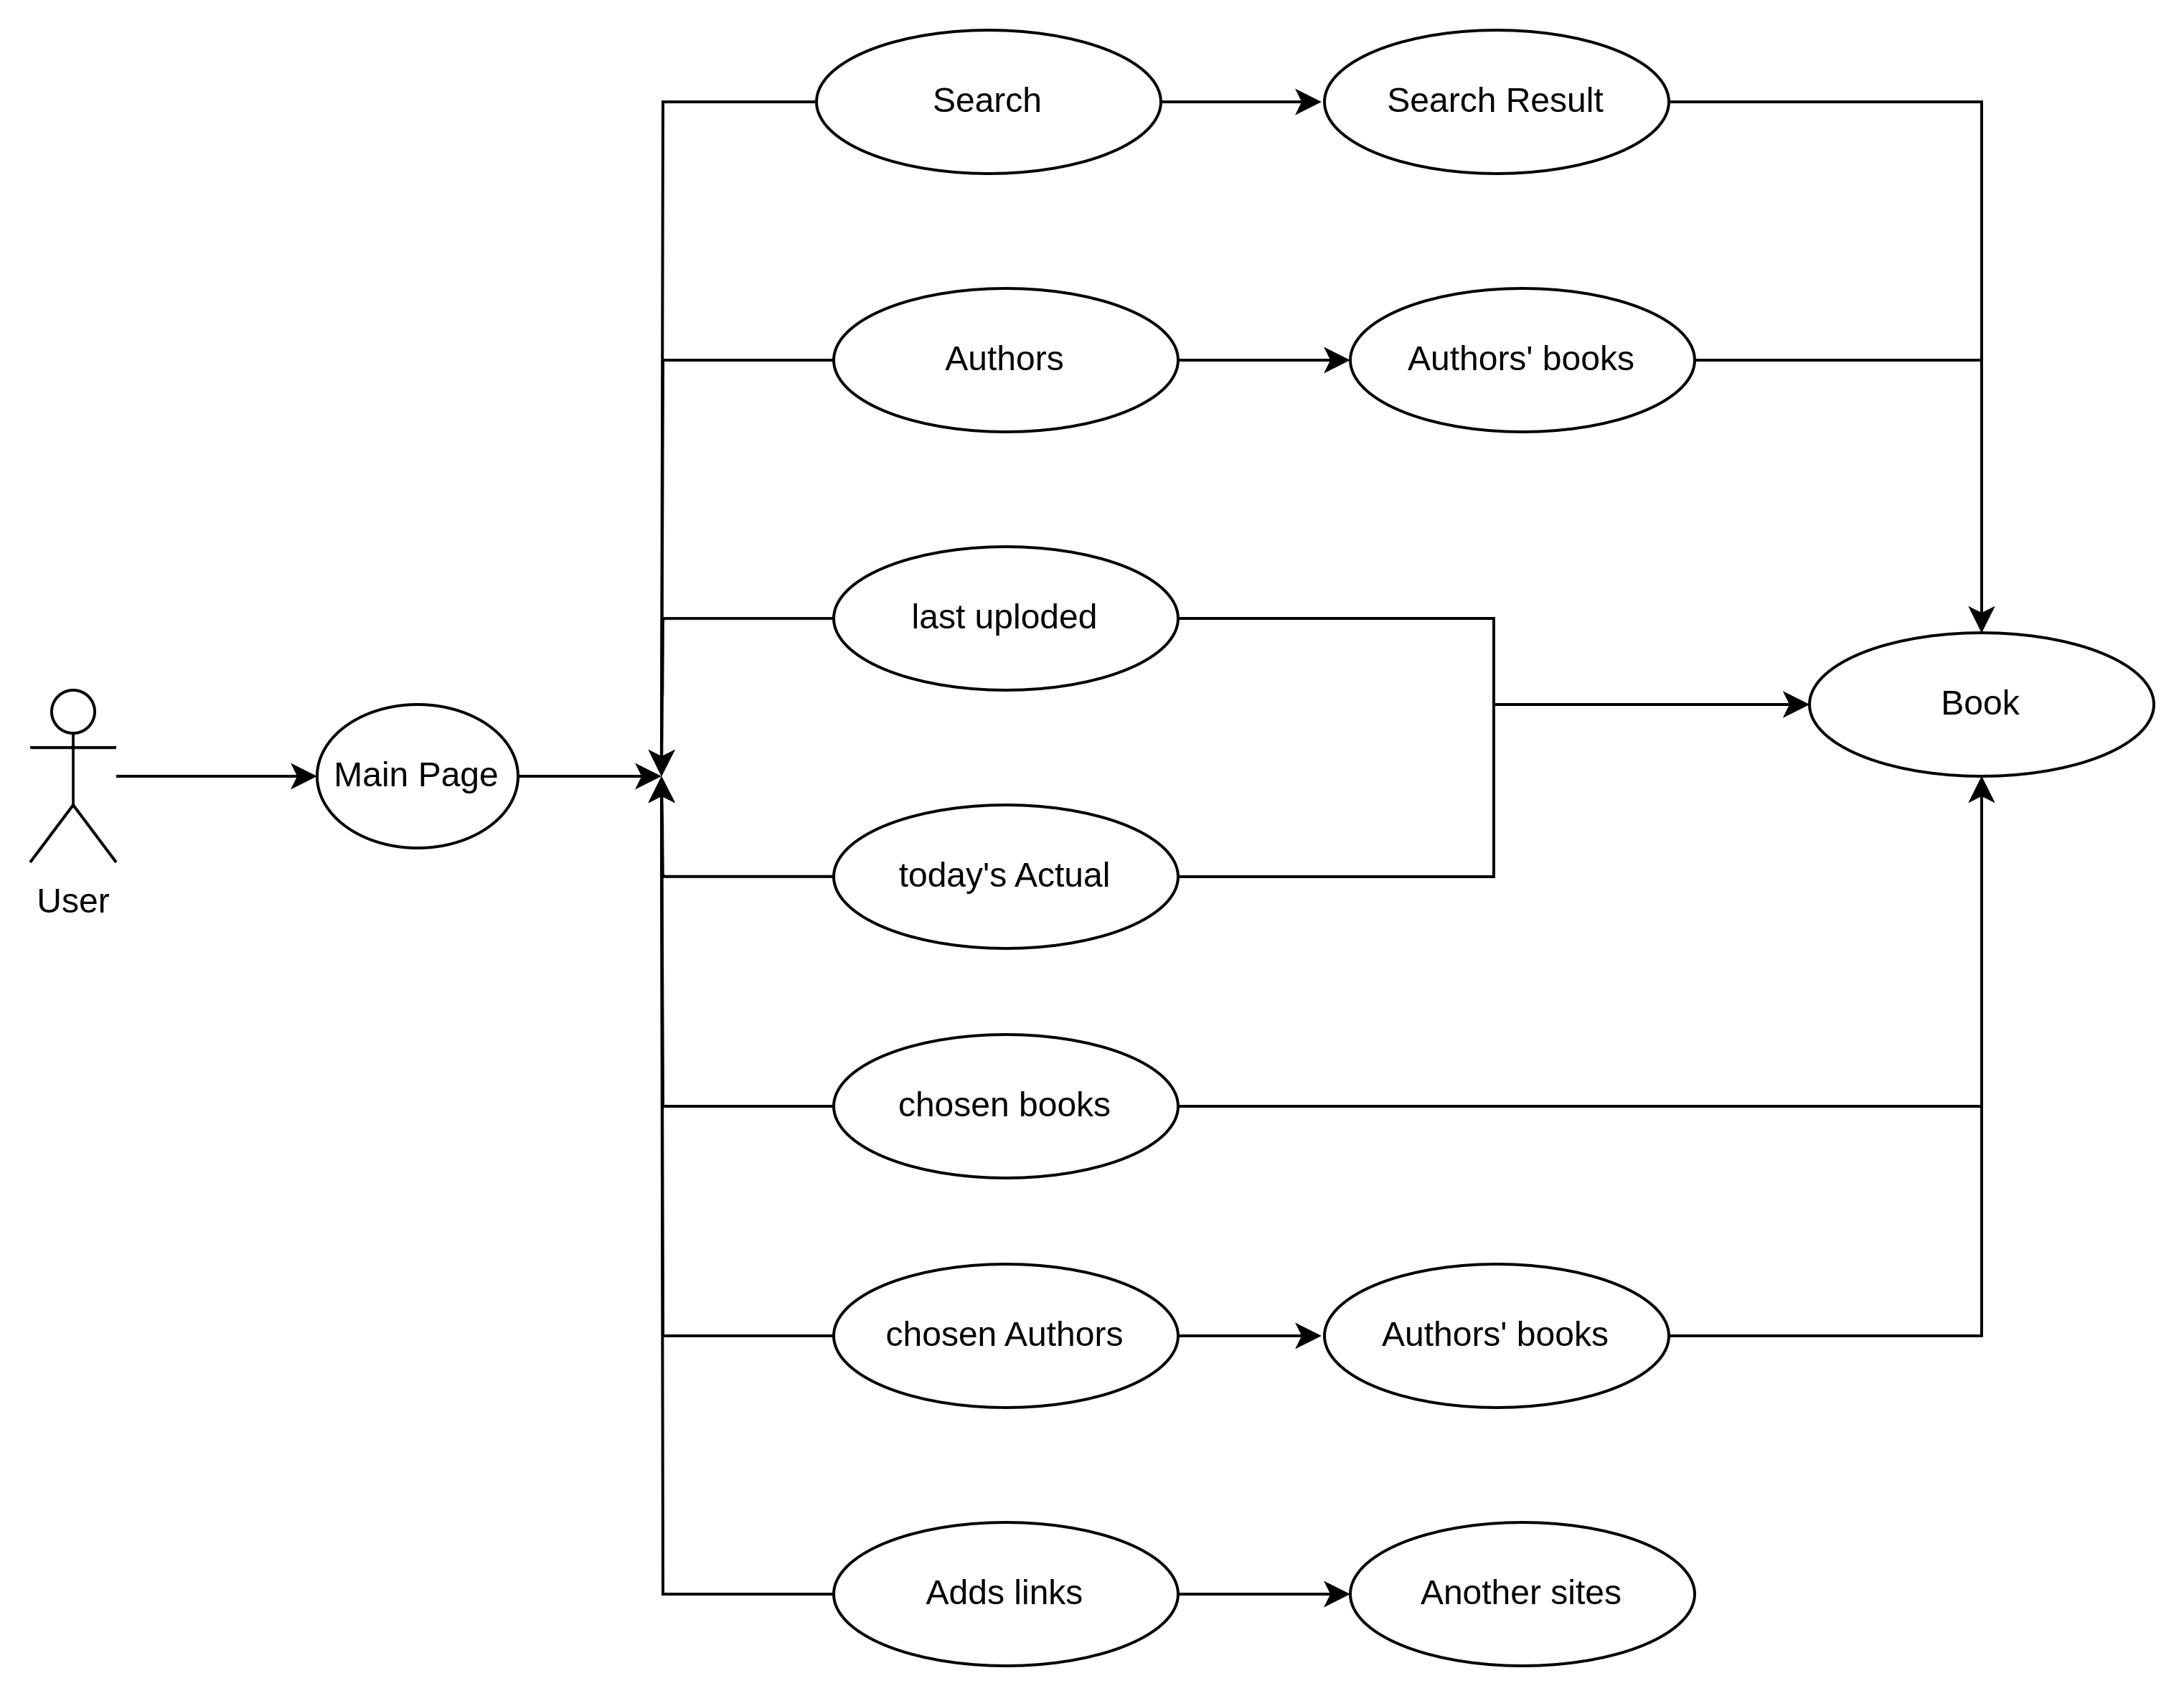 Search
Search Result
Authors
Authors' books
last uploded
Book
Main Page
today's Actual
User
chosen books
chosen Authors
Authors' books
Adds links
Another sites